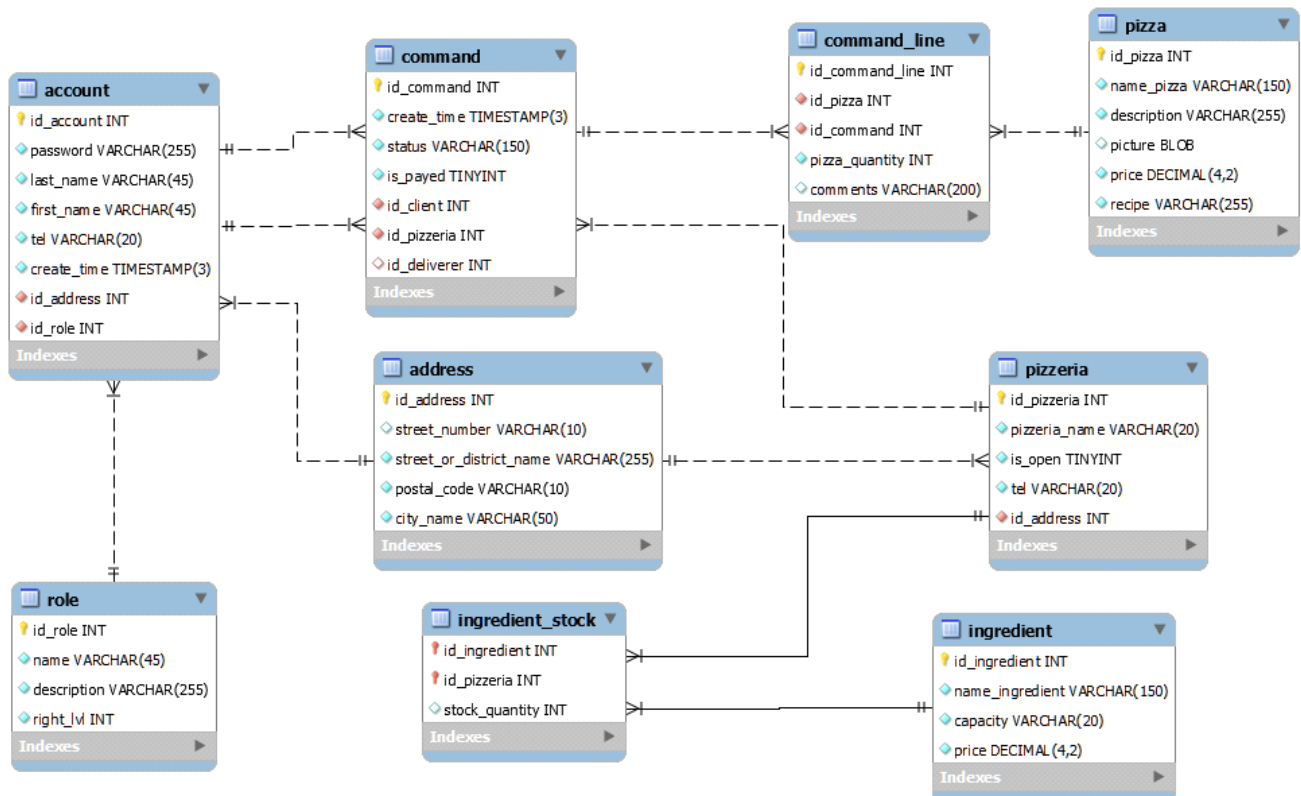 account
id_account INT
password VARCHAR(255)
last_name VARCHAR(45)
first_name VARCHAR(45)
tel VARCHAR(20)
create_time TIMESTAMP(3)
id_address INT
id_role INT
Indexes
command
id_command INT
create_time TIMESTAMP(3)
status VARCHAR(150)
is_payed TINYINT
id_client INT
id_pizzeria INT
id_deliverer INT
Indexes
command_line
id_command_line INT
id_pizza INT
id_command INT
pizza_quantity INT
comments VARCHAR(200)
Indexes
pizza
id_pizza INT
name_pizza VARCHAR(150)
description VARCHAR(255)
picture BLOB
price DECIMAL(4,2)
recipe VARCHAR(255)
Indexes
address
id_address INT
street_number VARCHAR(10)
street_or_district_name VARCHAR(255)
postal_code VARCHAR(10)
city_name VARCHAR(50)
Indexes
pizzeria
id_pizzeria INT
pizzeria_name VARCHAR(20)
is_open TINYINT
tel VARCHAR(20)
id_address INT
Indexes
role
id_role INT
name VARCHAR(45)
description VARCHAR(255)
right_lvl INT
Indexes
ingredient_stock
id_ingredient INT
id_pizzeria INT
stock_quantity INT
Indexes
ingredient
id_ingredient INT
name_ingredient VARCHAR(150)
capacity VARCHAR(20)
price DECIMAL(4,2)
Indexes